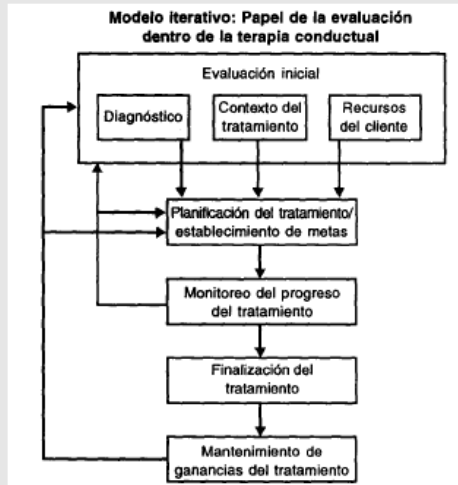 Modelo iterativo: Papel de la evaluación
dentro de la terapia conductual
Evaluación inicial
Diagnóstico
Contexto del
tratamiento
Recursos
del cliente
Planificación del tratamiento/
establecimiento de metas
Monitoreo del progreso
del tratamiento
Finalización del
tratamiento
Mantenimiento de
ganancias del tratamiento